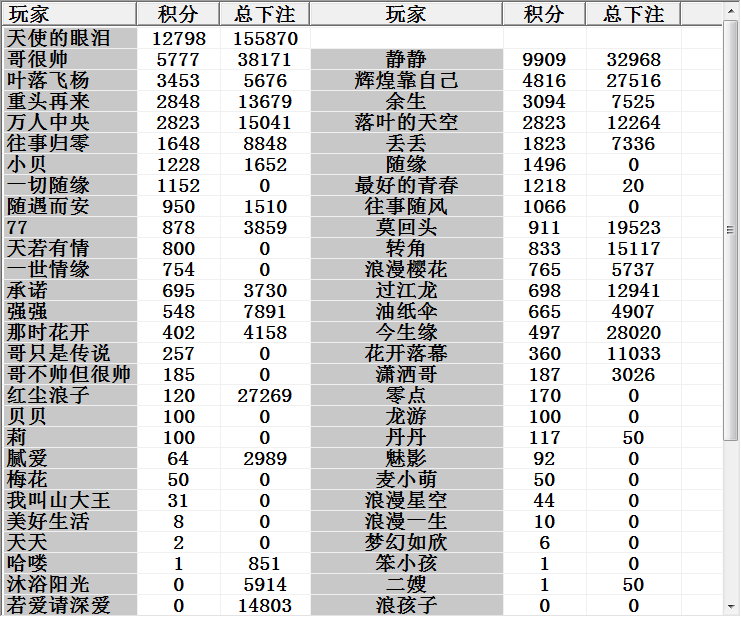 玩家 积分 总下注 玩家 积分 总下注
天使的眼泪 12798 155870
哥很帅 5777 38171 静静 9909 32968
叶落飞杨 3453 5676 辉煌靠自己 4816 27516
重头再来 2848 13679 余生 3094 7525
万人中央 2823 15041 落叶的天空 2823 12264
往事归零 1648 8848 丢丢 1823 7336
小贝 1228 1652 随缘 1496 0
一切随缘 1152 0 最好的青春 1218 20
随遇而安 950 1510 往事随风 1066 0
77 878 3859 莫回头 911 19523
天若有情 800 0 转角 833 15117
一世情缘 754 0 浪漫樱花 765 5737
承诺 695 3730 过江龙 698 12941
强强 548 7891 油纸伞 665 4907
那时花开 402 4158 今生缘 497 28020
哥只是传说 257 0 花开落幕 360 11033
哥不帅但很帅 185 0 潇洒哥 187 3026
红尘浪子 120 27269 零点 170 0
贝贝 100 0 龙游 100 0
莉 100 0 丹丹 117 50
腻爱 64 2989 魅影 92 0
梅花 50 0 麦小萌 50 0
我叫山大王 31 0 浪漫星空 44 0
美好生活 8 0 浪漫一生 10 0
天天 2 0 梦幻如欣 6 0
哈喽 1 851 笨小孩 1 0
沐浴阳光 0 5914 二嫂 1 50
若爱请深爱 0 14803 浪孩子 0 0